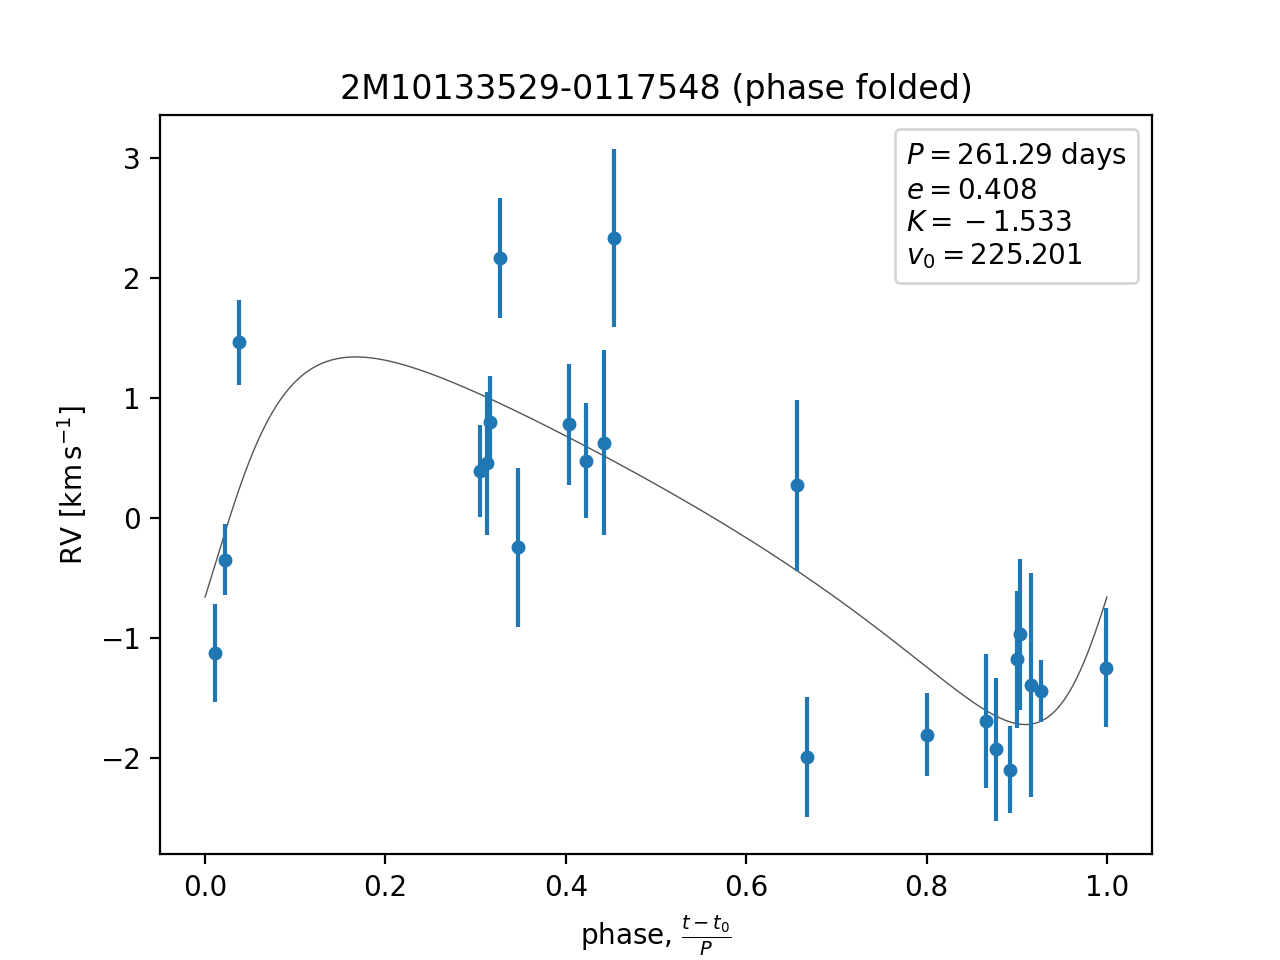 2M10133529-0117548 (phase folded)
P = 261.29 days
e = 0.408
K = −1.533
v₀ = 225.201
RV [km s⁻¹]
3
2
1
0
−1
−2
0.0 0.2 0.4 0.6 0.8 1.0
phase, (t − t₀)/P